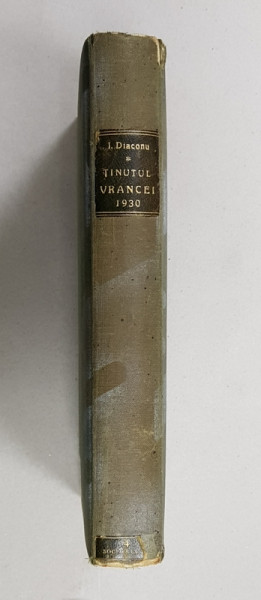 I. Diaconu
ȚINUTUL
VRANCEI
1930